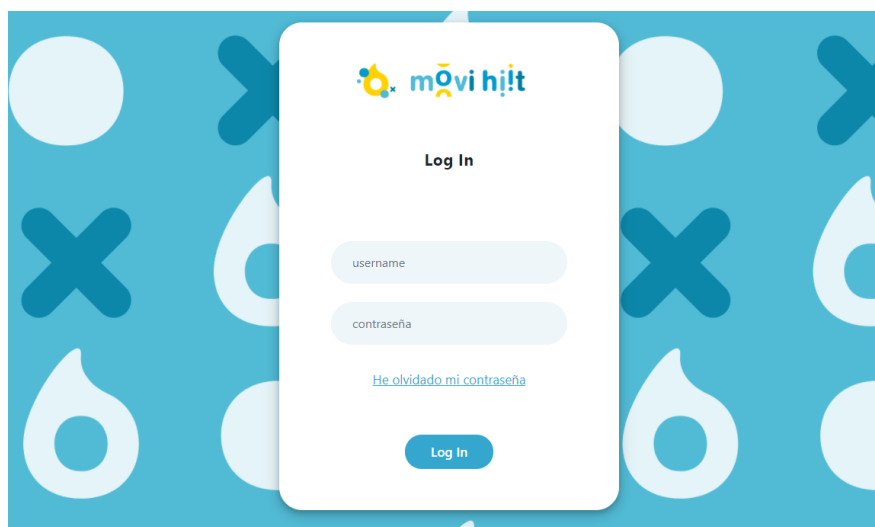 movi hiit
Log In
username
contraseña
He olvidado mi contraseña
Log In